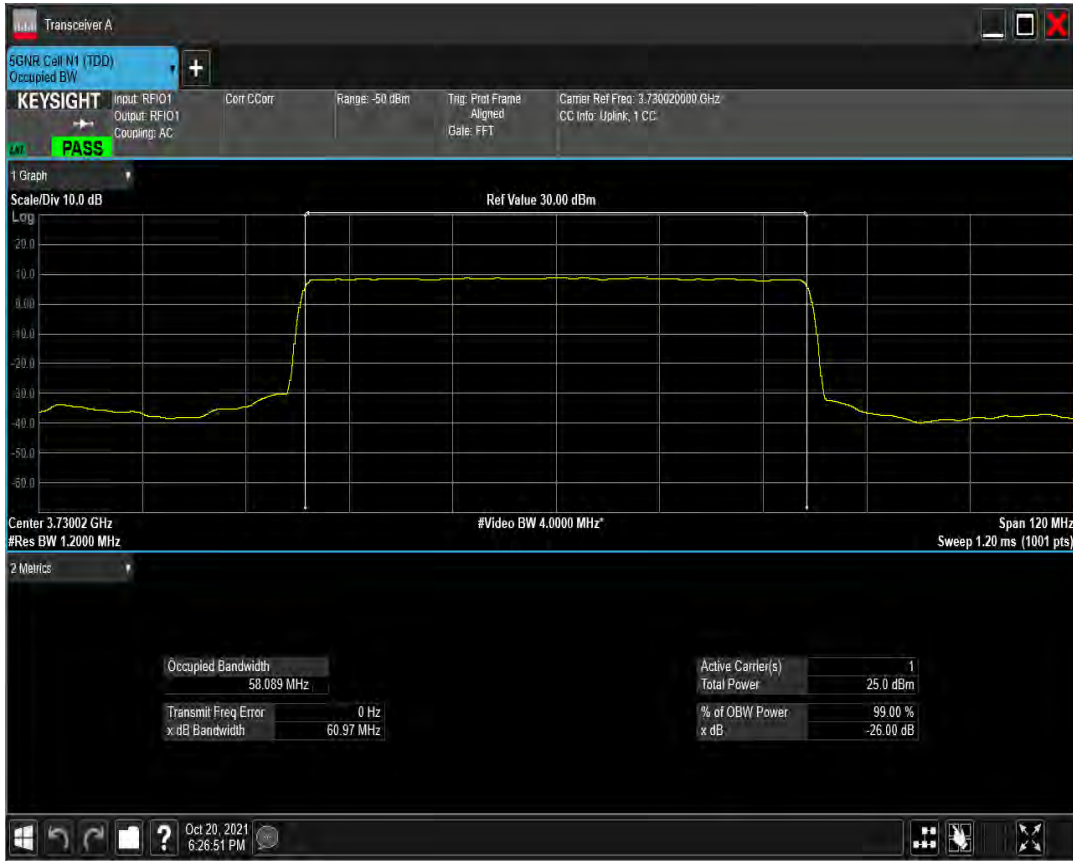 Transceiver A
5GNR Cell N1 (TDD)
Occupied BW
+
KEYSIGHT
Input: RFIO1
Output: RFIO1
Coupling: AC
Corr CCorr
Range: -50 dBm
Trig: Prot Frame
Aligned
Gate: FFT
Carrier Ref Freq: 3.730020000 GHz
CC Info: Uplink, 1 CC
PASS
1 Graph
Scale/Div 10.0 dB
Ref Value 30.00 dBm
Log
20.0
10.0
0.00
-10.0
-20.0
-30.0
-40.0
-50.0
-60.0
Center 3.73002 GHz
#Video BW 4.0000 MHz*
Span 120 MHz
#Res BW 1.2000 MHz
Sweep 1.20 ms (1001 pts)
2 Metrics
Occupied Bandwidth
58.089 MHz
Transmit Freq Error 0 Hz
x dB Bandwidth 60.97 MHz
Active Carrier(s) 1
Total Power 25.0 dBm
% of OBW Power 99.00 %
x dB -26.00 dB
?
Oct 20, 2021
6:26:51 PM